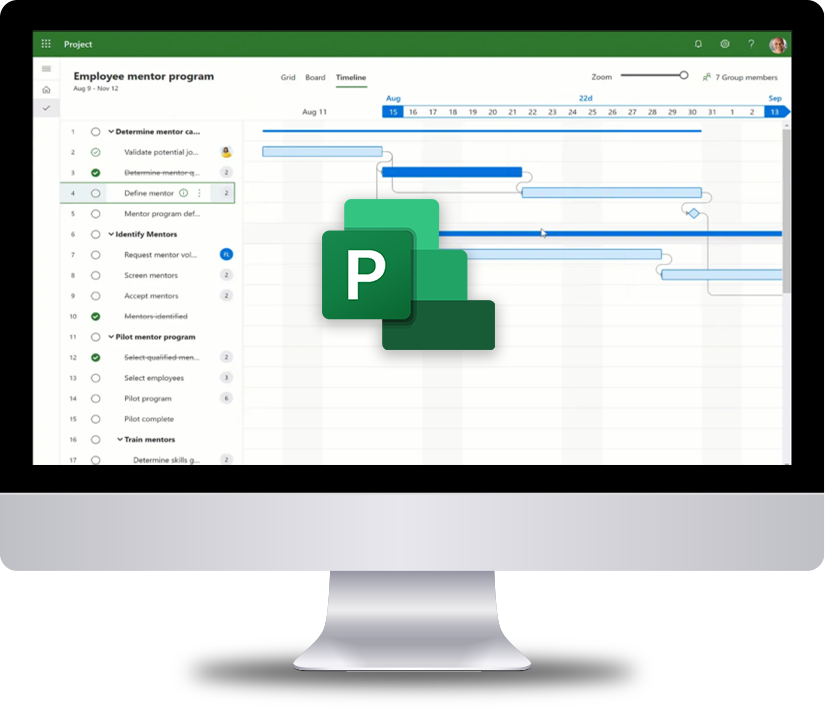 Project
?
Employee mentor program
Aug 9 - Nov 12
Grid Board Timeline
Zoom
7 Group members
Aug 22d Sep
Aug 11 15 16 17 18 19 20 21 22 23 24 25 26 27 28 29 30 31 1 2 13
1 Determine mentor ca...
2 Validate potential jo...
3 Determine mentor q... 2
4 Define mentor 2
5 Mentor program def...
6 Identify Mentors
7 Request mentor vol... FL
8 Screen mentors 2
9 Accept mentors 2
10 Mentors identified
11 Pilot mentor program
12 Select qualified men... 2
13 Select employees 3
14 Pilot program 6
15 Pilot complete
16 Train mentors
17 Determine skills g... 2
P